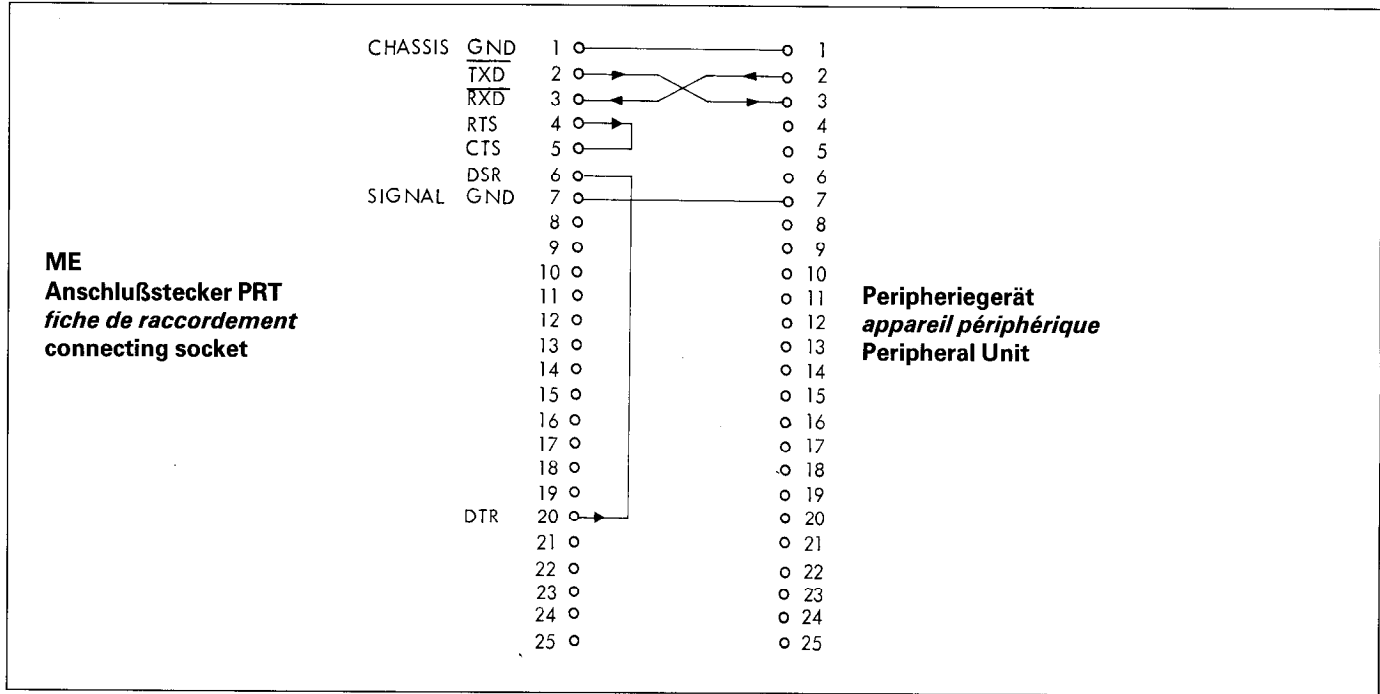 CHASSIS GND 1 1
TXD 2 2
RXD 3 3
RTS 4 4
CTS 5 5
DSR 6 6
SIGNAL GND 7 7
8 8
9 9
10 10
11 11
12 12
13 13
14 14
15 15
16 16
17 17
18 18
19 19
DTR 20 20
21 21
22 22
23 23
24 24
25 25
ME
Anschlußstecker PRT
fiche de raccordement
connecting socket
Peripheriegerät
appareil périphérique
Peripheral Unit